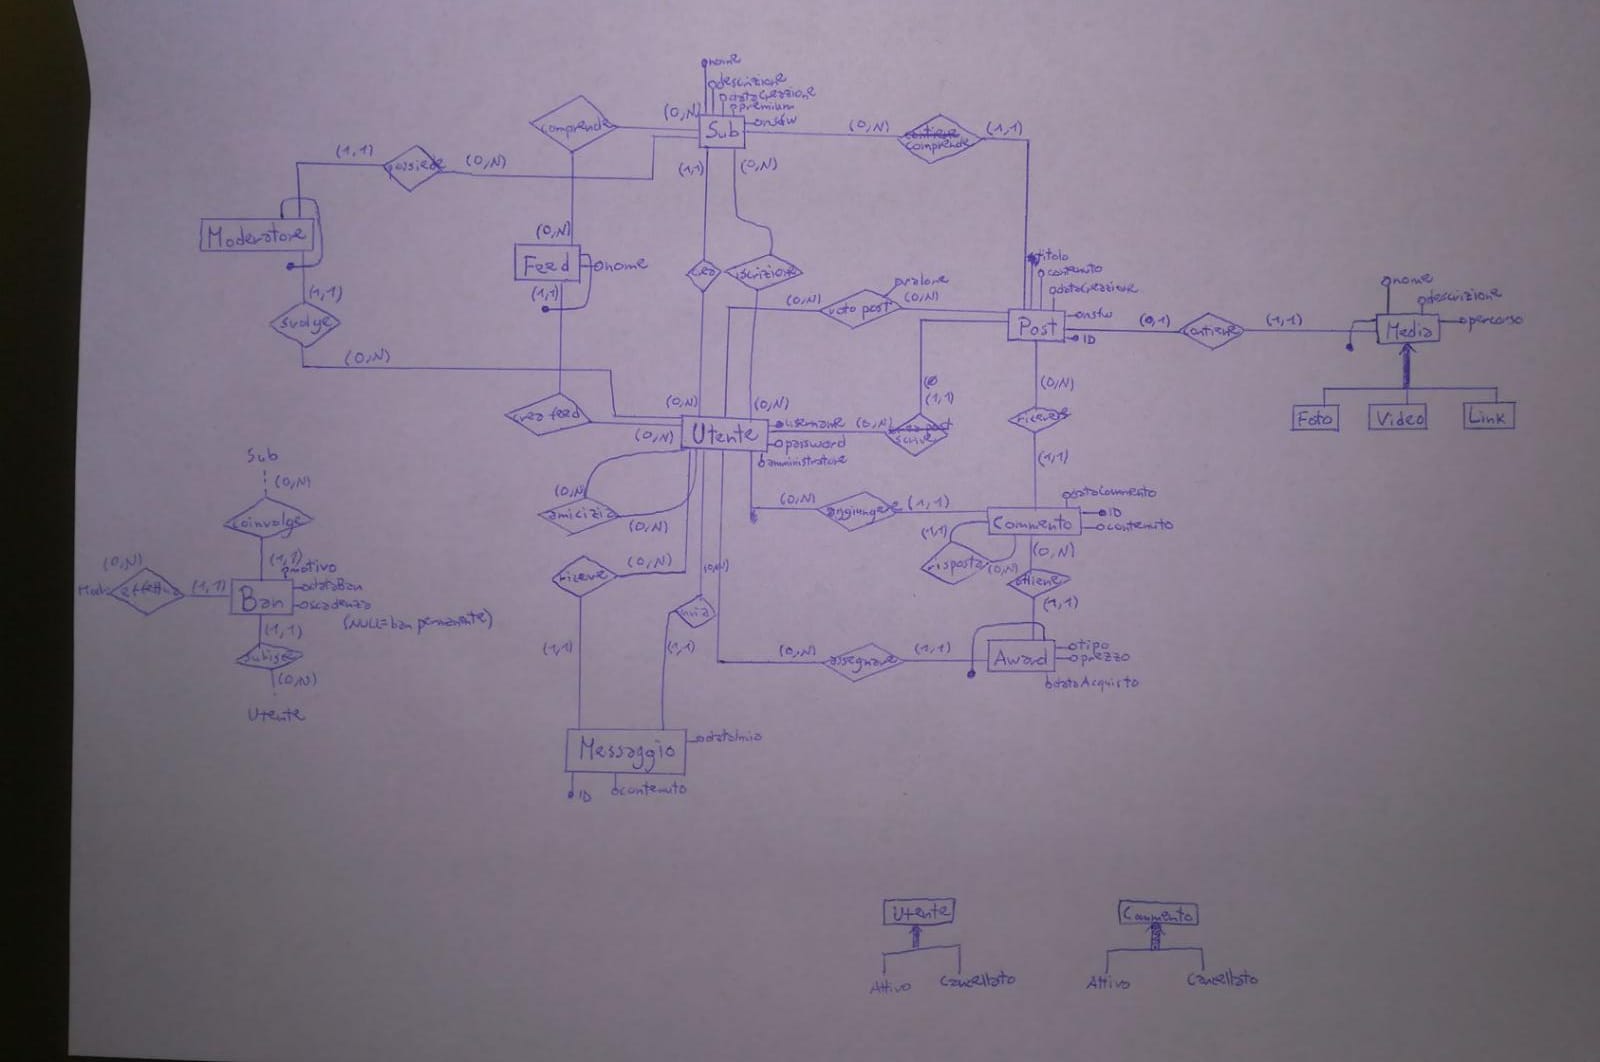 nome
descrizione
dataCreazione
premium
nsfw
Sub
(0,N)
comprende
(0,N)
contiene
comprende
(1,1)
(1,1)
possiede
(0,N)
(1,1)
(0,N)
Moderatore
(0,N)
Feed
nome
(1,1)
crea
iscrizione
titolo
contenuto
dataCreazione
nsfw
Post
ID
valore
(0,N)
voto post
(0,N)
(0,1)
contiene
(1,1)
nome
descrizione
percorso
Media
Foto
Video
Link
(1,1)
svolge
(0,N)
(0,N)
(0,N)
crea feed
(0,N)
Utente
username
password
amministratore
(0,N)
crea post
scrive
(0
(1,1)
(0,N)
riceve
(1,1)
Sub
(0,N)
coinvolge
(1,1)
motivo
dataBan
scadenza
(NULL=ban permanente)
Ban
(0,N)
Mod.
effettua
(1,1)
(1,1)
subisce
(0,N)
Utente
(0,N)
amicizia
(0,N)
riceve
(0,N)
(0,N)
invia
(1,1)
(1,1)
Messaggio
dataInvio
ID
contenuto
(0,N)
aggiunge
(1,1)
dataCommento
ID
contenuto
Commento
(1,1)
risposta
(0,N)
(0,N)
ottiene
(1,1)
(0,N)
assegnare
(1,1)
Award
tipo
prezzo
dataAcquisto
Utente
Attivo
Cancellato
Commento
Attivo
Cancellato